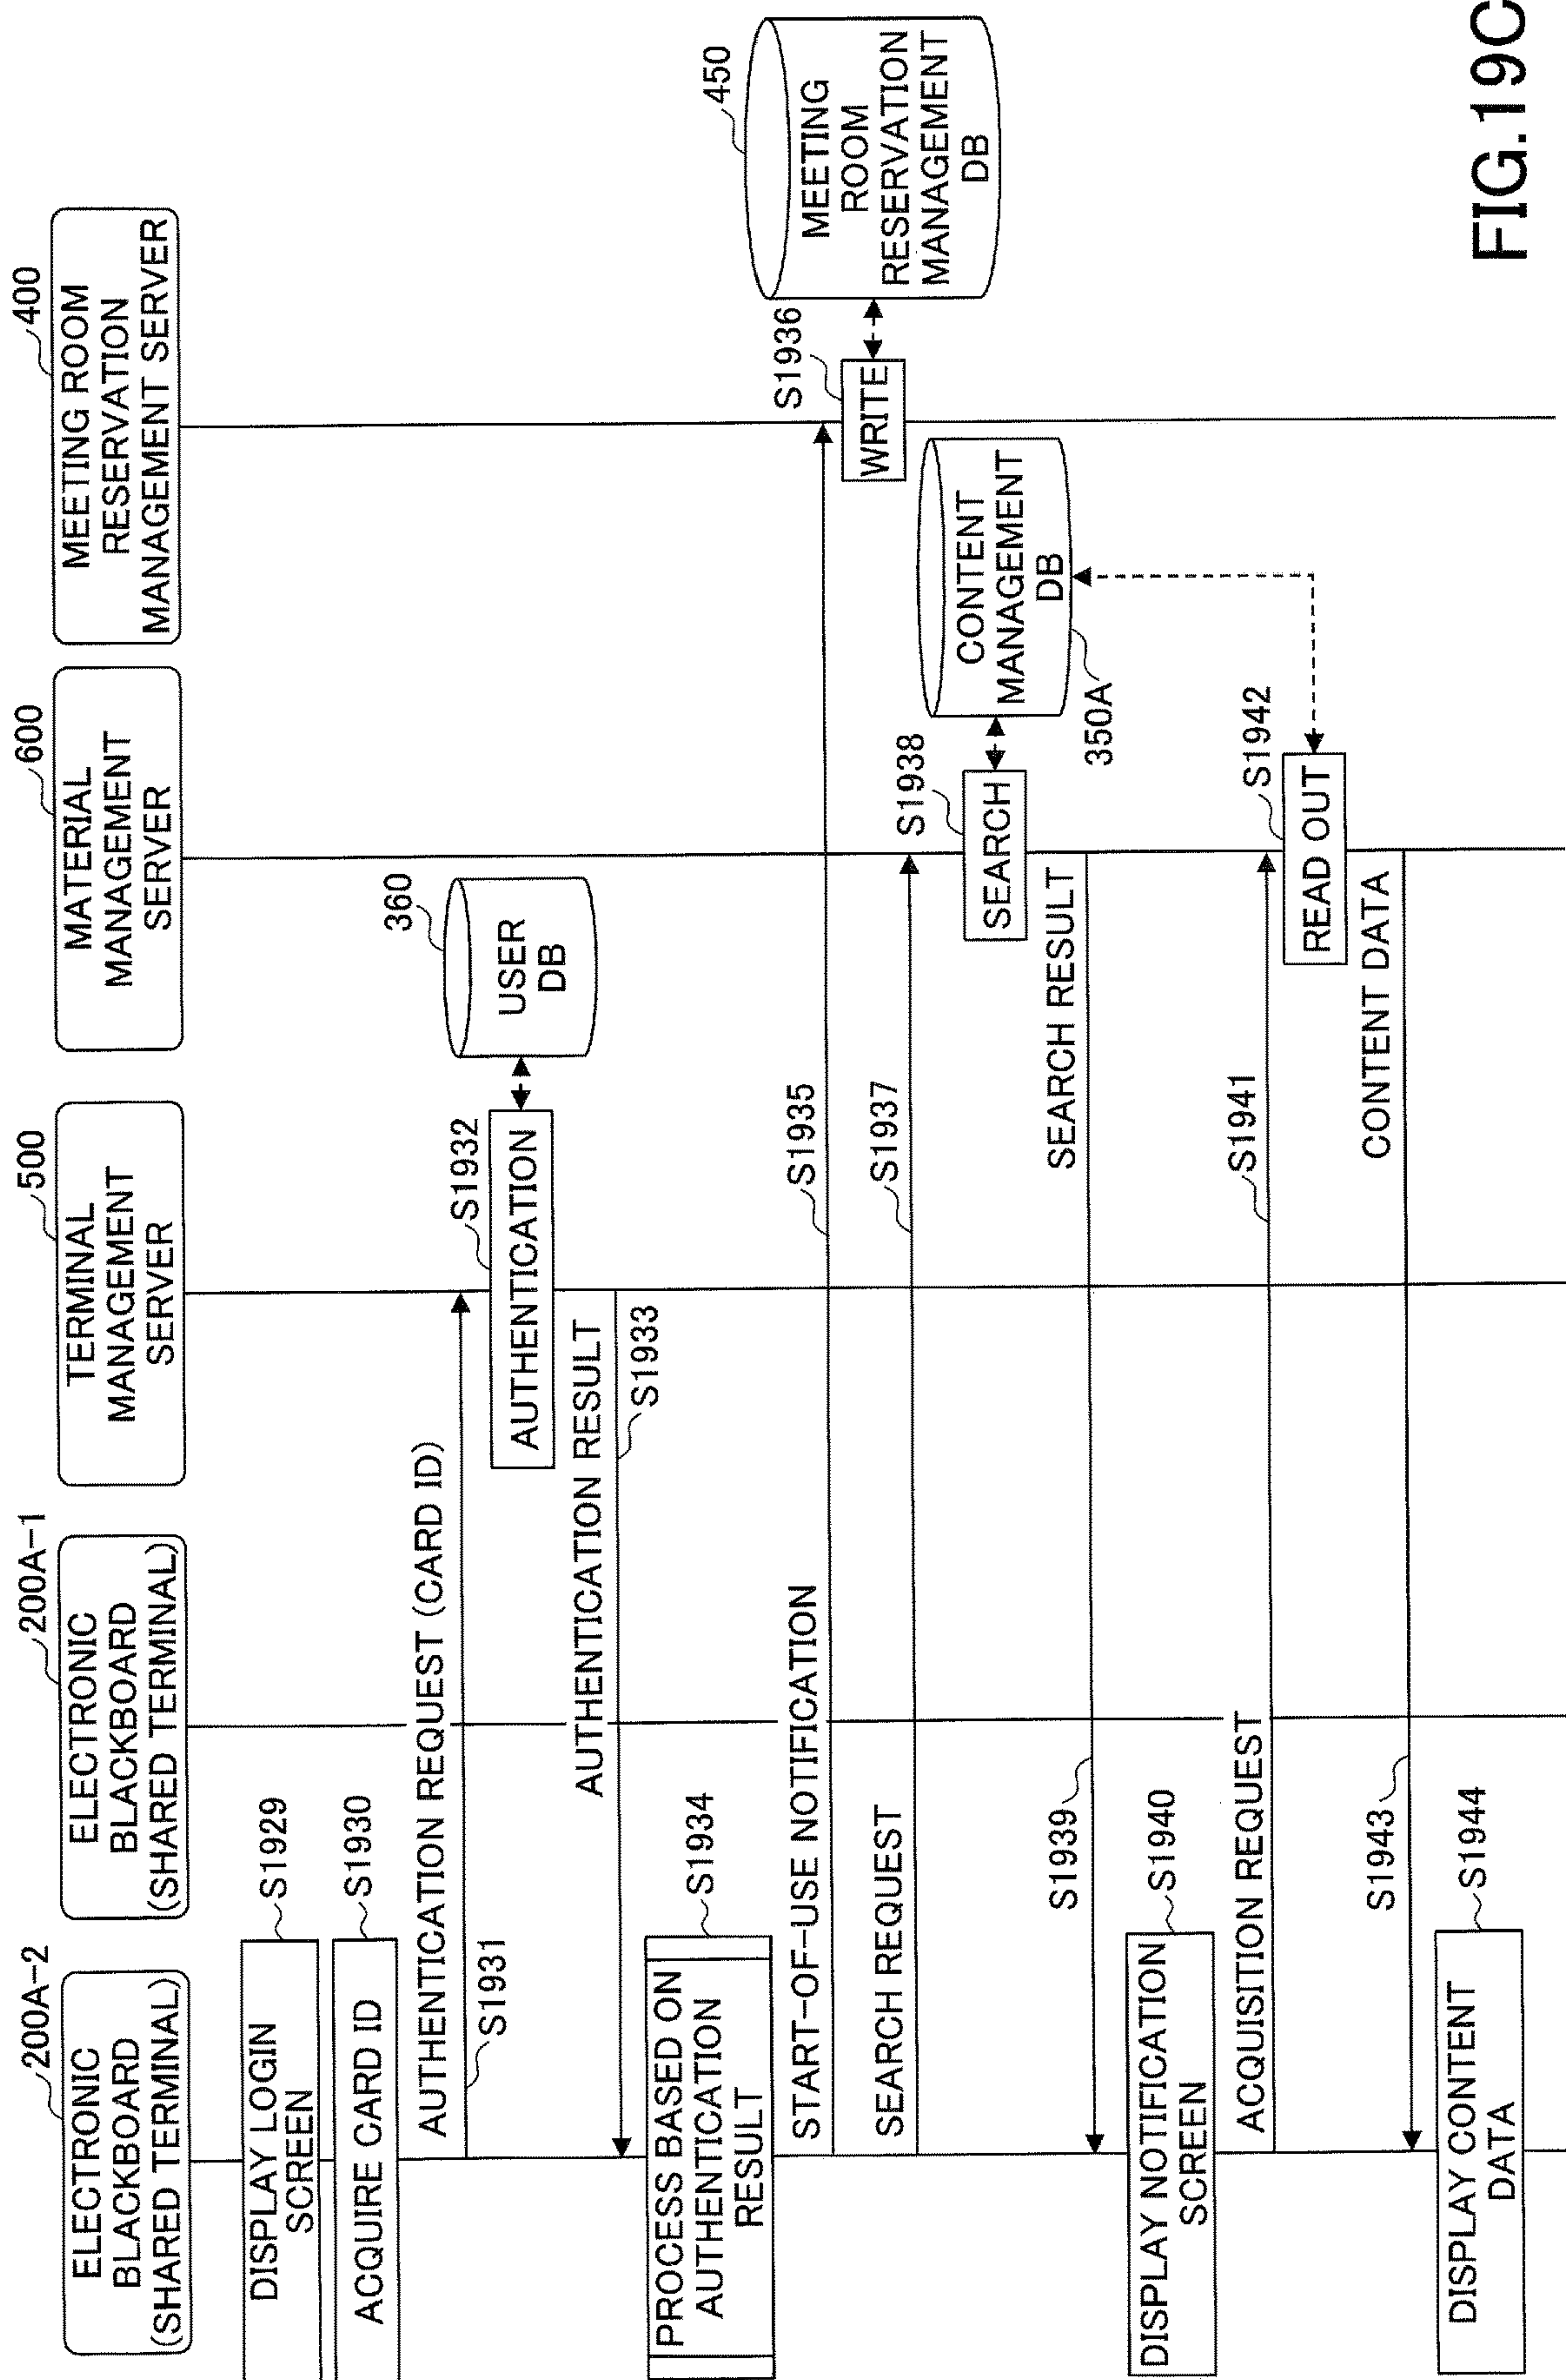 200A-2
ELECTRONIC
BLACKBOARD
(SHARED TERMINAL)
200A-1
ELECTRONIC
BLACKBOARD
(SHARED TERMINAL)
500
TERMINAL
MANAGEMENT
SERVER
600
MATERIAL
MANAGEMENT
SERVER
400
MEETING ROOM
RESERVATION
MANAGEMENT SERVER
DISPLAY LOGIN
SCREEN
S1929
ACQUIRE CARD ID
S1930
AUTHENTICATION REQUEST (CARD ID)
S1931
S1932
AUTHENTICATION
360
USER
DB
AUTHENTICATION RESULT
S1933
PROCESS BASED ON
AUTHENTICATION
RESULT
S1934
START-OF-USE NOTIFICATION
S1935
S1936
WRITE
450
MEETING
ROOM
RESERVATION
MANAGEMENT
DB
SEARCH REQUEST
S1937
S1938
SEARCH
CONTENT
MANAGEMENT
DB
350A
SEARCH RESULT
S1939
DISPLAY NOTIFICATION
SCREEN
S1940
ACQUISITION REQUEST
S1941
S1942
READ OUT
CONTENT DATA
S1943
DISPLAY CONTENT
DATA
S1944
FIG.19C